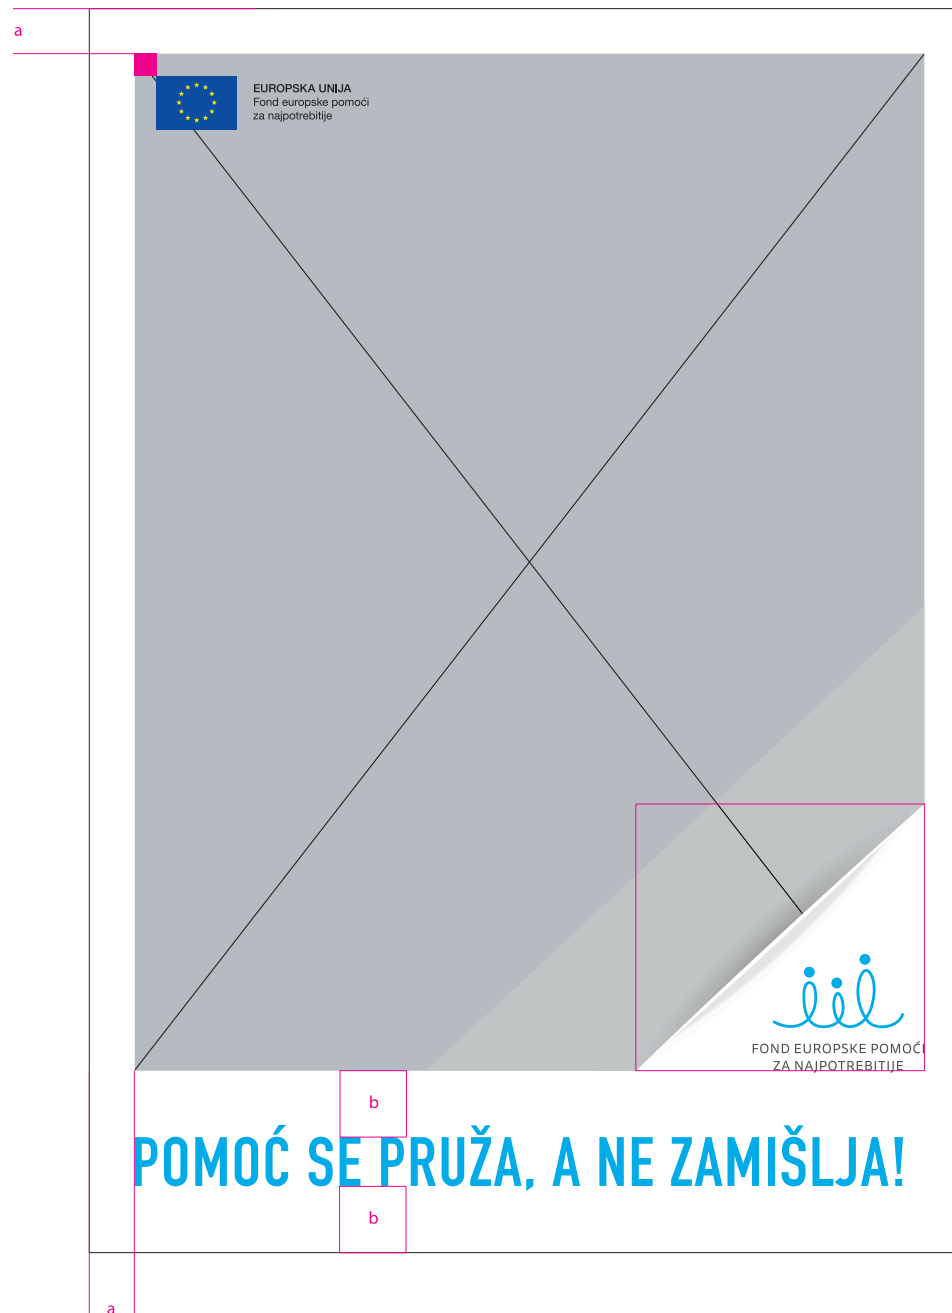 a
EUROPSKA UNIJA
Fond europske pomoći
za najpotrebitije
FOND EUROPSKE POMOĆI
ZA NAJPOTREBITIJE
b
POMOĆ SE PRUŽA, A NE ZAMIŠLJA!
b
a